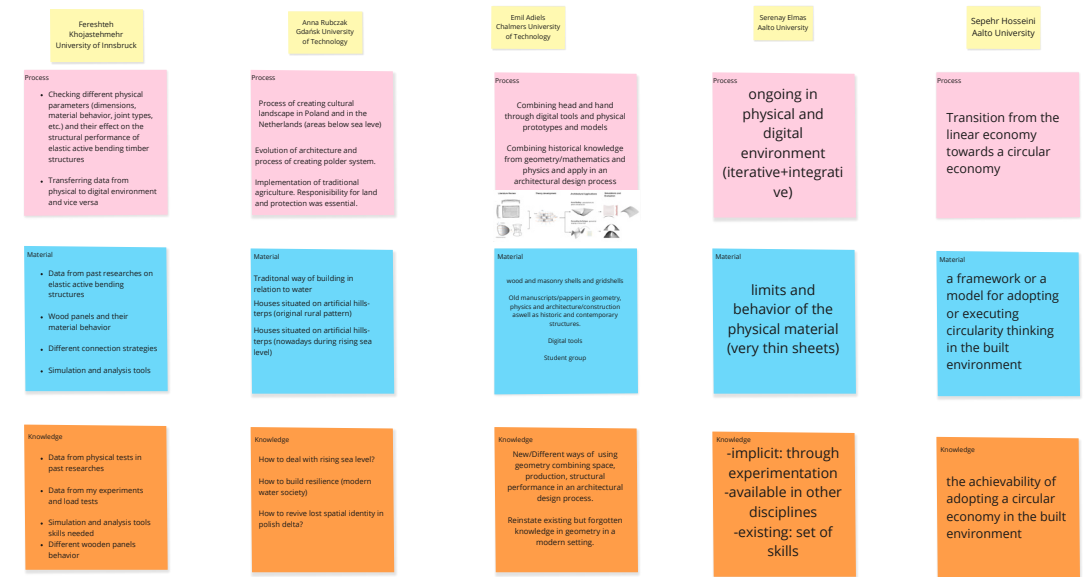 Fereshteh
Khojastehmehr
University of Innsbruck
Anna Rubczak
Gdańsk University
of Technology
Emil Adiels
Chalmers University
of Technology
Serenay Elmas
Aalto University
Sepehr Hosseini
Aalto University
Process
• Checking different physical
parameters (dimensions,
material behavior, joint types,
etc.) and their effect on the
structural performance of
elastic active bending timber
structures
• Transferring data from
physical to digital environment
and vice versa
Process
Process of creating cultural
landscape in Poland and in the
Netherlands (areas below sea leve)
Evolution of architecture and
process of creating polder system.
Implementation of traditional
agriculture. Responsibility for land
and protection was essential.
Process
Combining head and hand
through digital tools and physical
prototypes and models
Combining historical knowledge
from geometry/mathematics and
physics and apply in an
architectural design process
Process
ongoing in
physical and
digital
environment
(iterative+integrati
ve)
Process
Transition from the
linear economy
towards a circular
economy
Material
• Data from past researches on
elastic active bending
structures
• Wood panels and their
material behavior
• Different connection strategies
• Simulation and analysis tools
Material
Traditonal way of building in
relation to water
Houses situated on artificial hills-
terps (original rural pattern)
Houses situated on artificial hills-
terps (nowadays during rising sea
level)
Material
wood and masonry shells and gridshells
Old manuscripts/pappers in geometry,
physics and architecture/construction
aswell as historic and contemporary
structures.
Digital tools
Student group
Material
limits and
behavior of the
physical material
(very thin sheets)
Material
a framework or a
model for adopting
or executing
circularity thinking
in the built
environment
Knowledge
• Data from physical tests in
past researches
• Data from my experiments
and load tests
• Simulation and analysis tools
skills needed
• Different wooden panels
behavior
Knowledge
How to deal with rising sea level?
How to build resilience (modern
water society)
How to revive lost spatial identity in
polish delta?
Knowledge
New/Different ways of using
geometry combining space,
production, structural
performance in an architectural
design process.
Reinstate existing but forgotten
knowledge in geometry in a
modern setting.
Knowledge
-implicit: through
experimentation
-available in other
disciplines
-existing: set of
skills
Knowledge
the achievability of
adopting a circular
economy in the built
environment